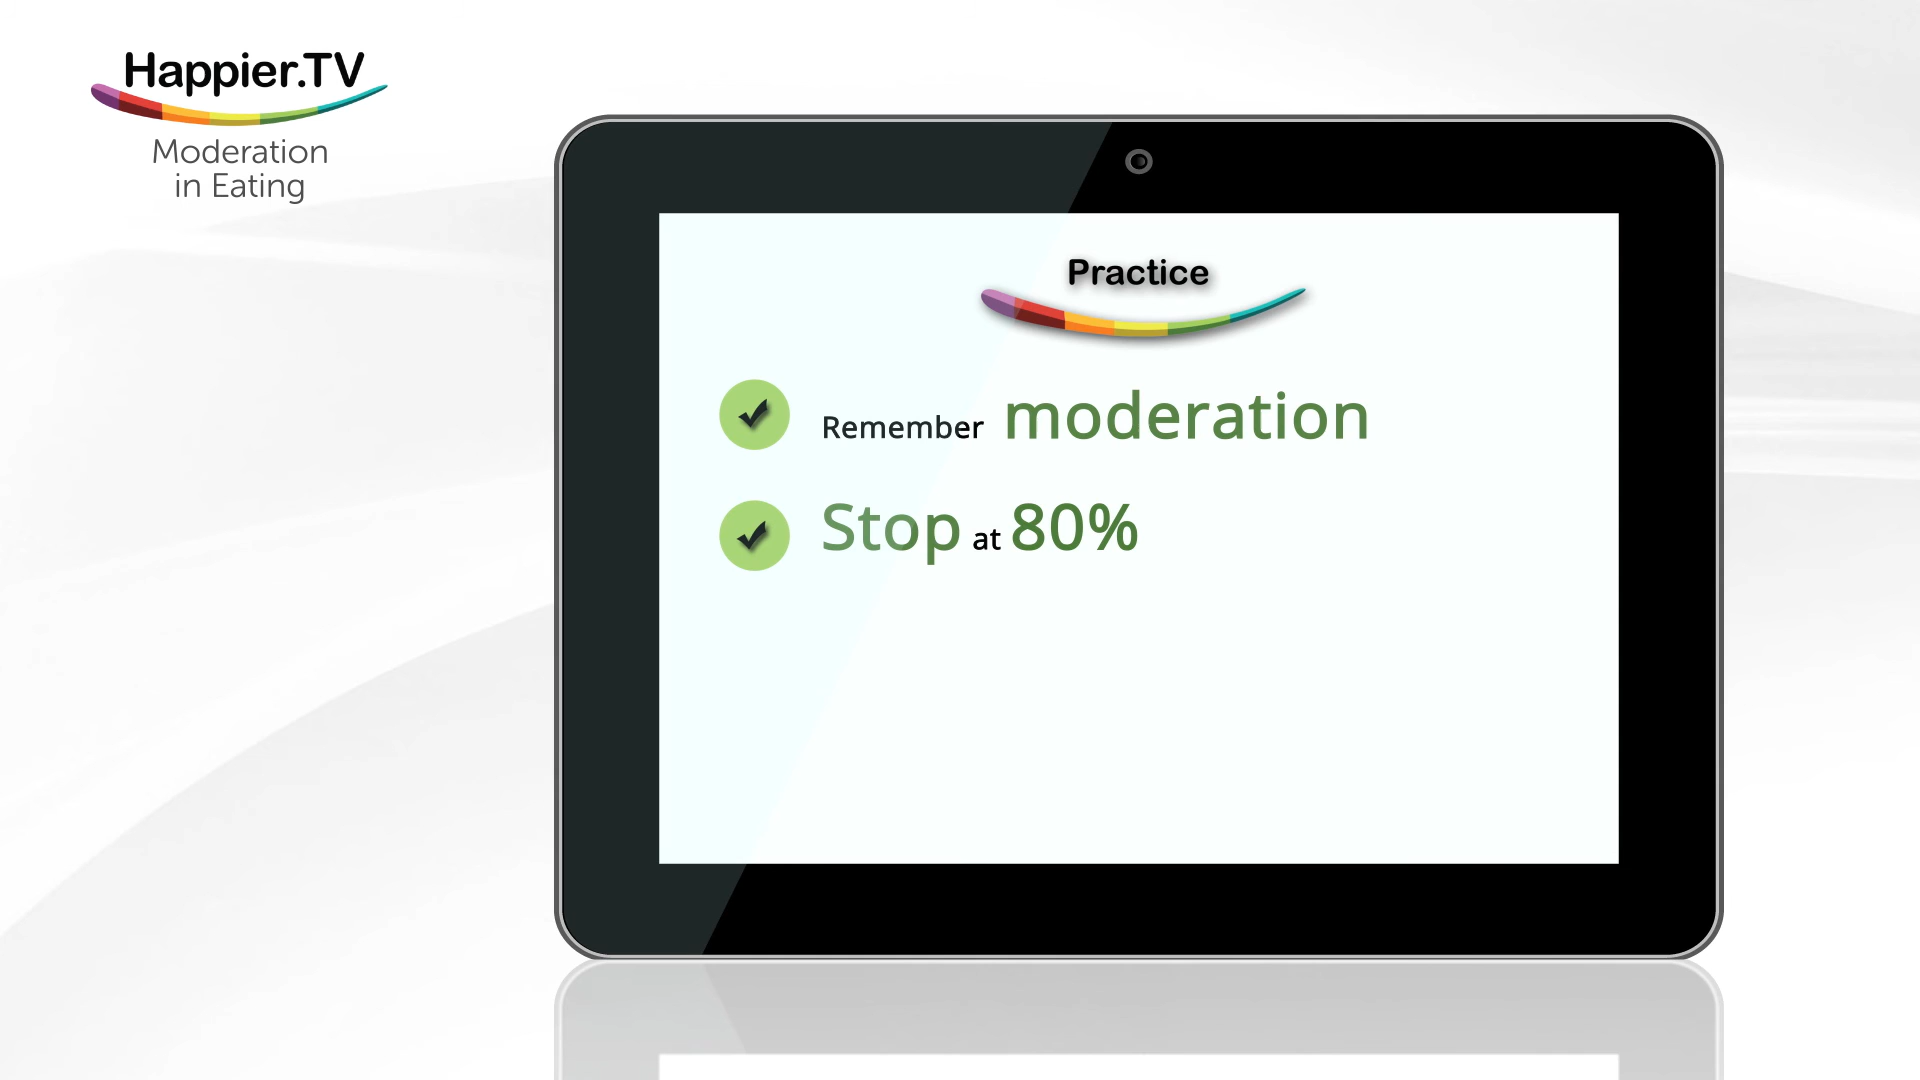 Happier.TV
Moderation
in Eating
Practice
Remember moderation
Stop at 80%